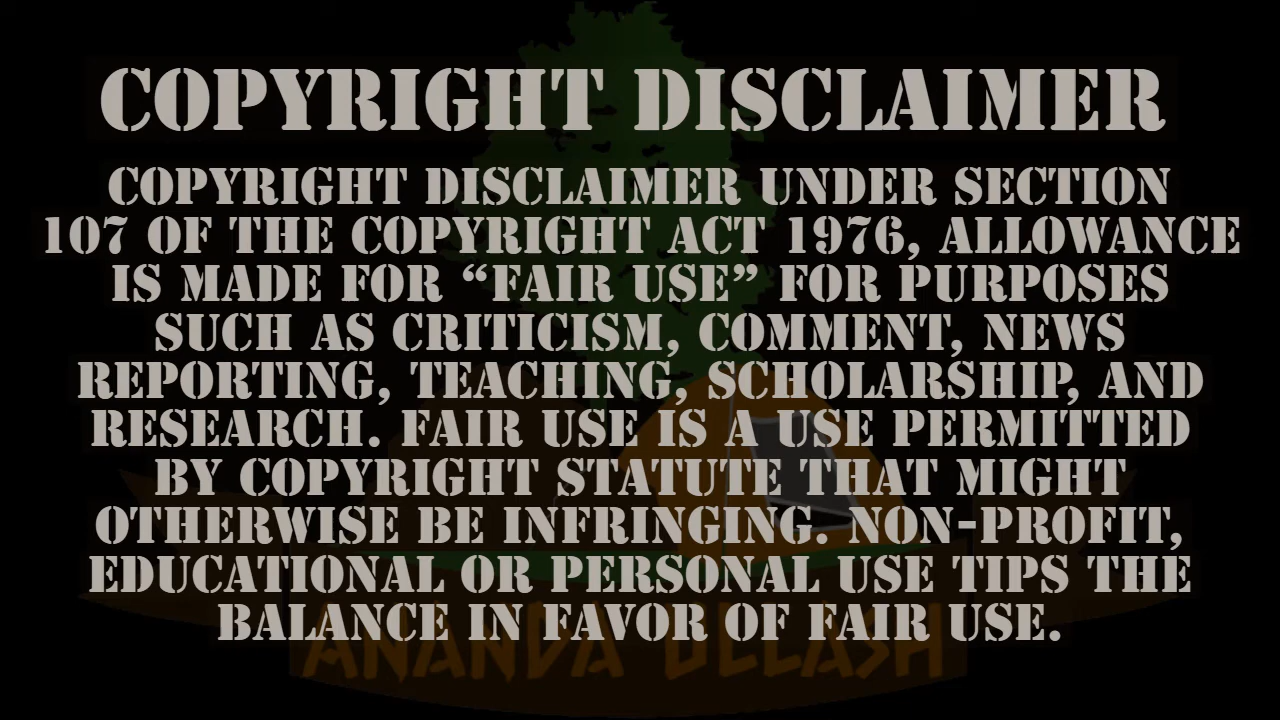 COPYRIGHT DISCLAIMER
COPYRIGHT DISCLAIMER UNDER SECTION
107 OF THE COPYRIGHT ACT 1976, ALLOWANCE
IS MADE FOR “FAIR USE” FOR PURPOSES
SUCH AS CRITICISM, COMMENT, NEWS
REPORTING, TEACHING, SCHOLARSHIP, AND
RESEARCH. FAIR USE IS A USE PERMITTED
BY COPYRIGHT STATUTE THAT MIGHT
OTHERWISE BE INFRINGING. NON-PROFIT,
EDUCATIONAL OR PERSONAL USE TIPS THE
BALANCE IN FAVOR OF FAIR USE.
ANANDA ULLASH